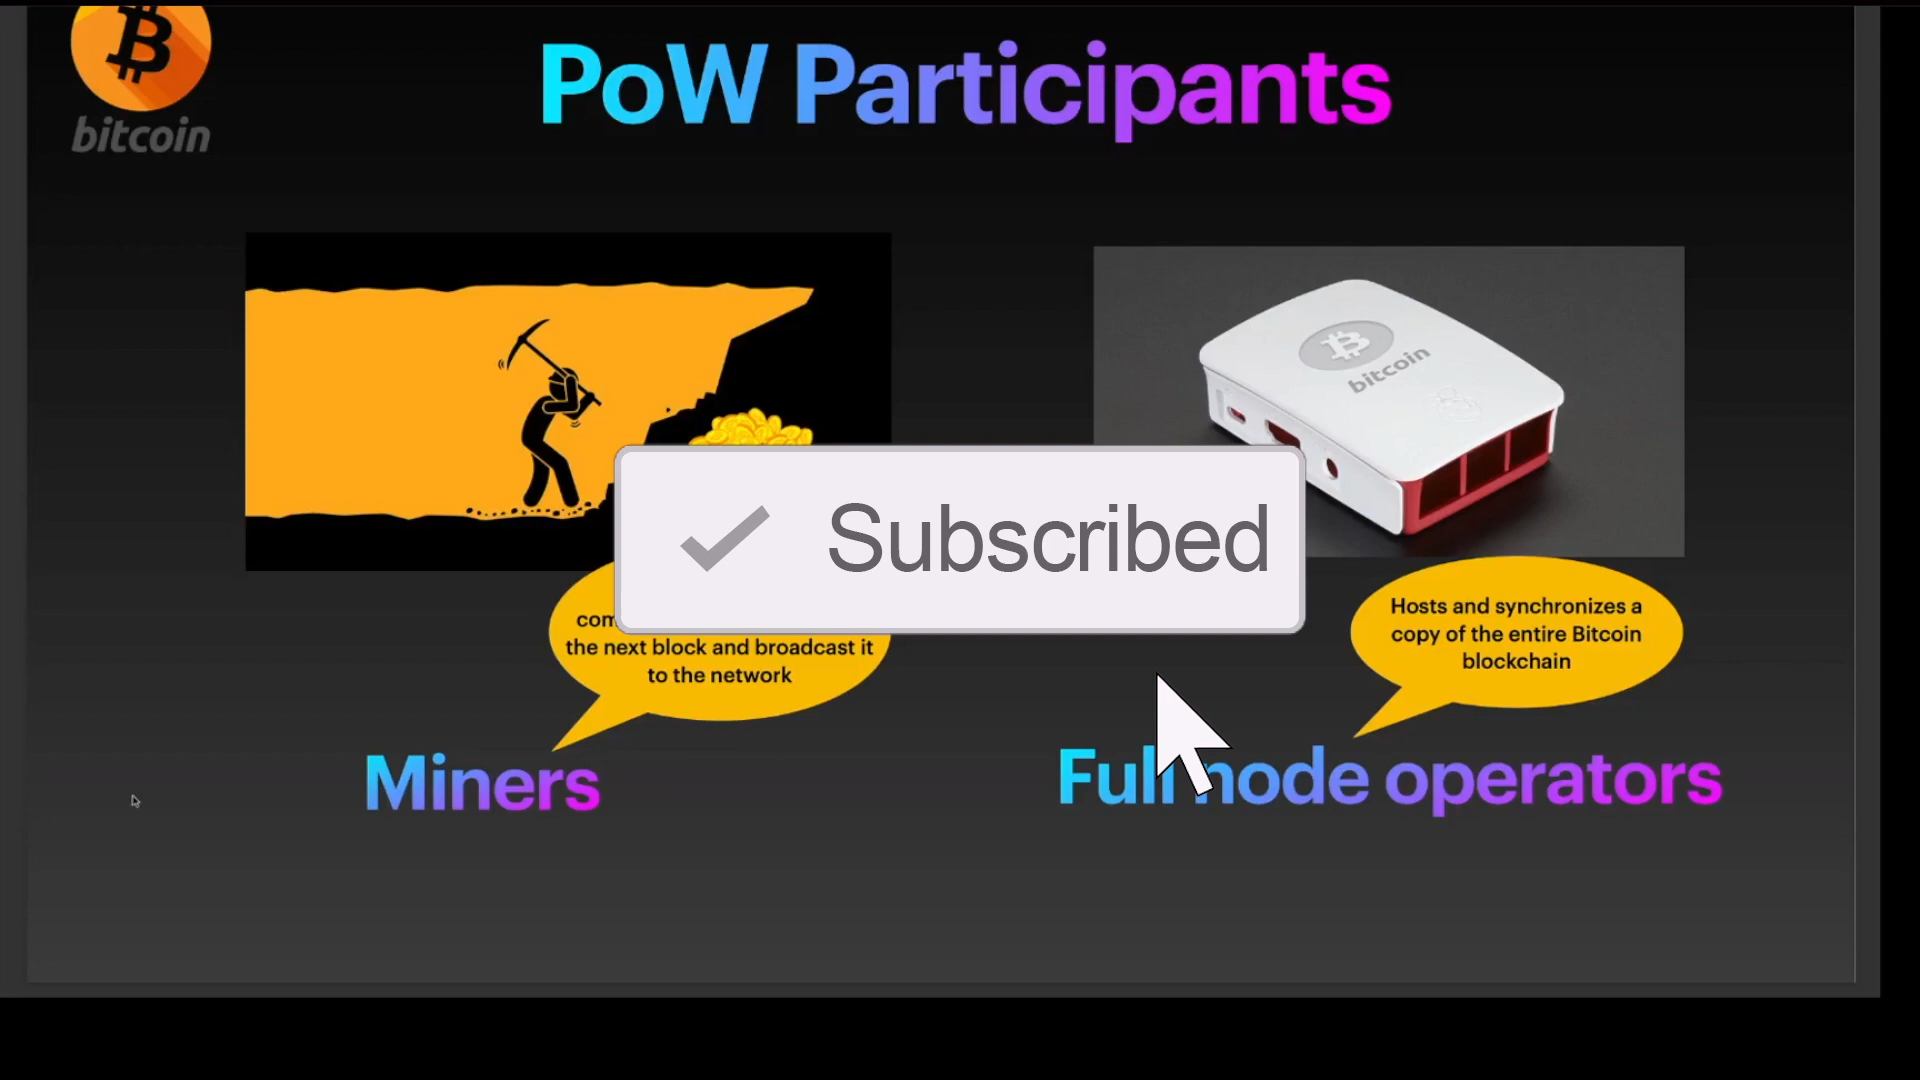 bitcoin
PoW Participants
bitcoin
Subscribed
the next block and broadcast it
to the network
Hosts and synchronizes a
copy of the entire Bitcoin
blockchain
Miners
Full node operators